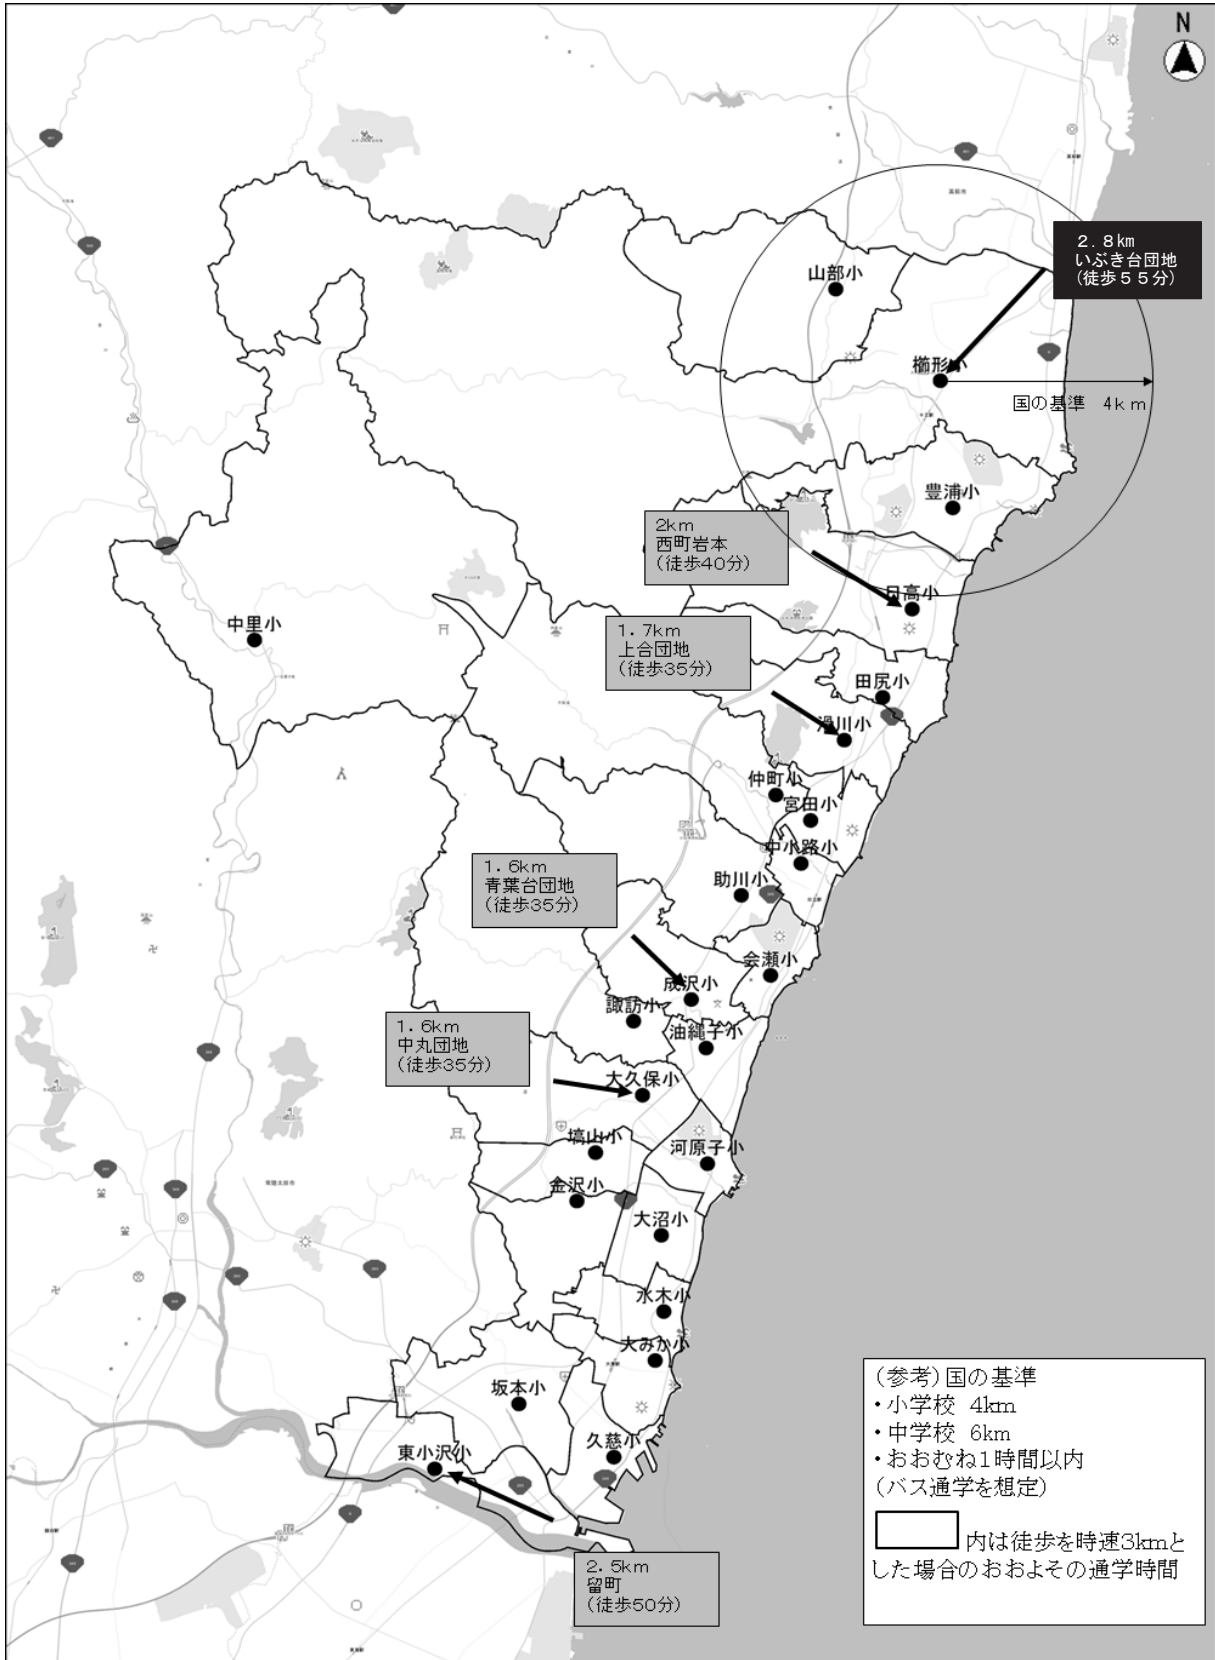 N
2.8km
いぶき台団地
(徒歩55分)
山部小
櫛形小
国の基準 4km
豊浦小
2km
西町岩本
(徒歩40分)
日高小
1.7km
上合団地
(徒歩35分)
中里小
田尻小
滑川小
仲町小
宮田小
中小路小
1.6km
青葉台団地
(徒歩35分)
助川小
会瀬小
成沢小
諏訪小
油縄子小
1.6km
中丸団地
(徒歩35分)
大久保小
塙山小
河原子小
金沢小
大沼小
水木小
大みか小
坂本小
久慈小
東小沢小
2.5km
留町
(徒歩50分)
(参考)国の基準
・小学校 4km
・中学校 6km
・おおむね1時間以内
(バス通学を想定)
内は徒歩を時速3kmと
した場合のおおよその通学時間